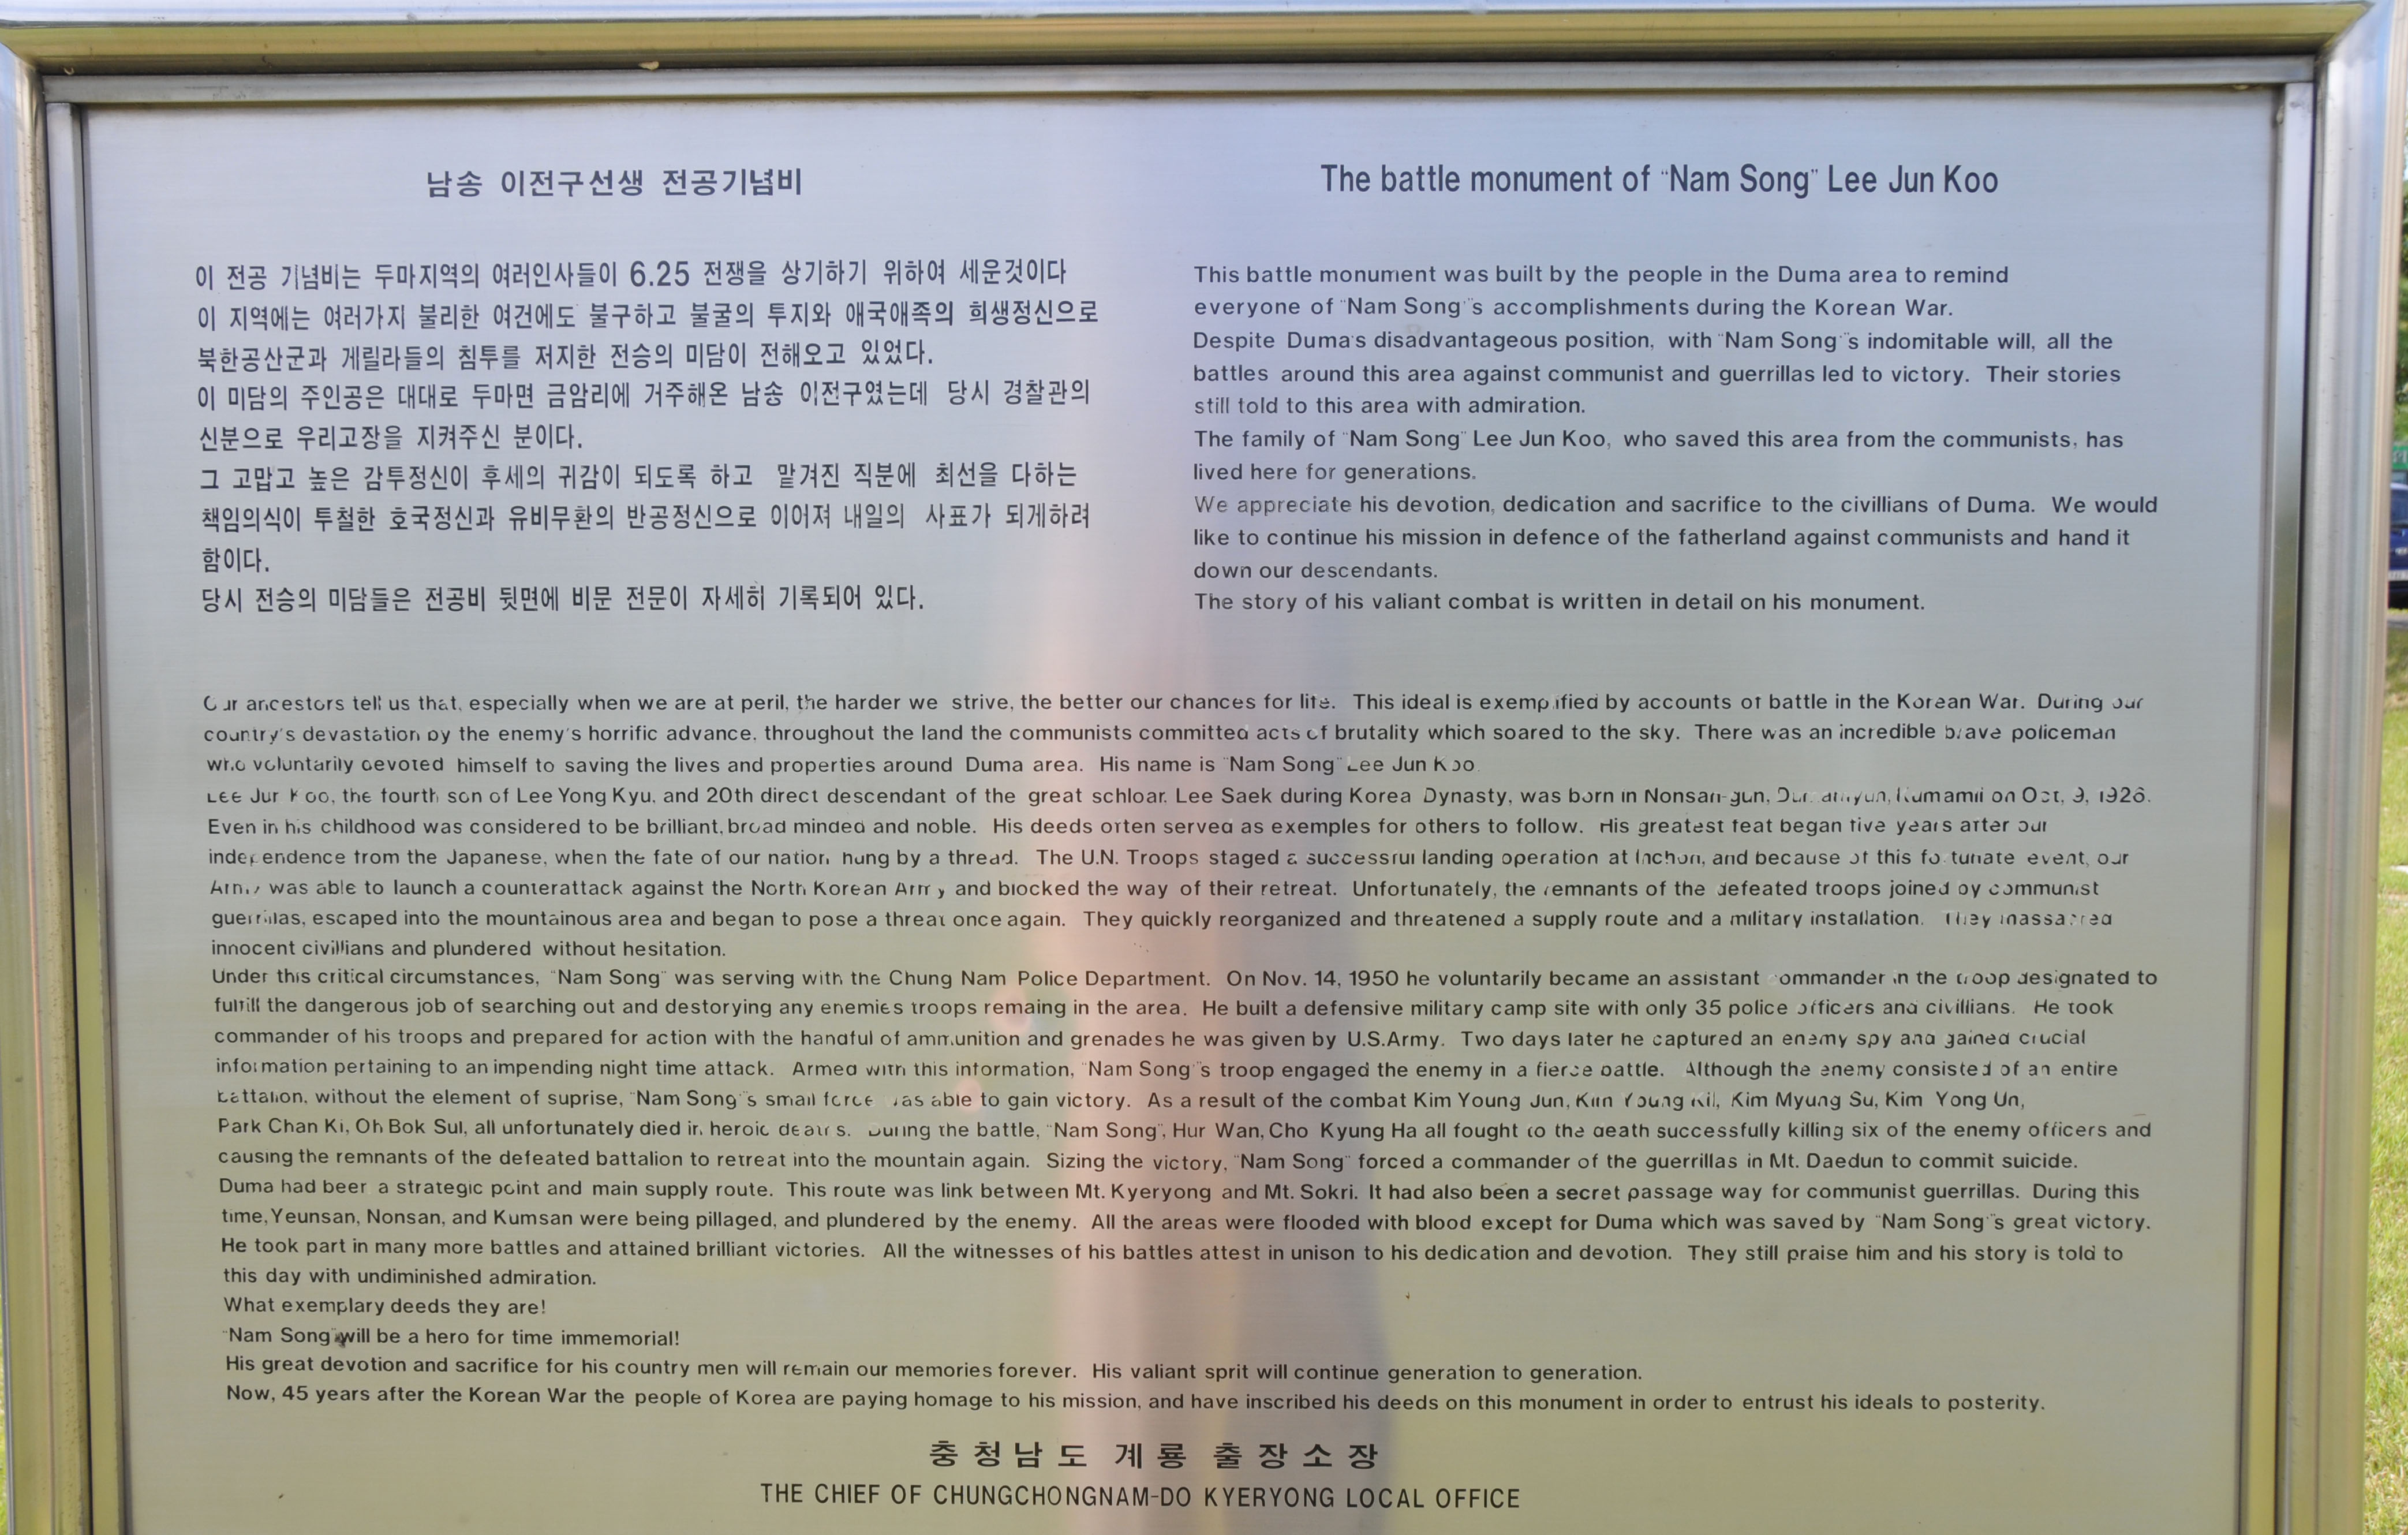 남송 이전구선생 전공기념비
이 전공 기념비는 두마지역의 여러인사들이 6.25 전쟁을 상기하기 위하여 세운것이다
이 지역에는 여러가지 불리한 여건에도 불구하고 불굴의 투지와 애국애족의 희생정신으로
북한공산군과 게릴라들의 침투를 저지한 전승의 미담이 전해오고 있었다.
이 미담의 주인공은 대대로 두마면 금암리에 거주해온 남송 이전구였는데 당시 경찰관의
신분으로 우리고장을 지켜주신 분이다.
그 고맙고 높은 감투정신이 후세의 귀감이 되도록 하고 맡겨진 직분에 최선을 다하는
책임의식이 투철한 호국정신과 유비무환의 반공정신으로 이어져 내일의 사표가 되게하려
함이다.
당시 전승의 미담들은 전공비 뒷면에 비문 전문이 자세히 기록되어 있다.
The battle monument of "Nam Song" Lee Jun Koo
This battle monument was built by the people in the Duma area to remind
everyone of "Nam Song"'s accomplishments during the Korean War.
Despite Duma's disadvantageous position, with "Nam Song"'s indomitable will, all the
battles around this area against communist and guerrillas led to victory. Their stories
still told to this area with admiration.
The family of "Nam Song" Lee Jun Koo, who saved this area from the communists, has
lived here for generations.
We appreciate his devotion, dedication and sacrifice to the civillians of Duma. We would
like to continue his mission in defence of the fatherland against communists and hand it
down our descendants.
The story of his valiant combat is written in detail on his monument.
Our ancestors tell us that, especially when we are at peril, the harder we strive, the better our chances for life. This ideal is exemplified by accounts of battle in the Korean War. During our
country's devastation by the enemy's horrific advance, throughout the land the communists committed acts of brutality which soared to the sky. There was an incredible brave policeman
who voluntarily devoted himself to saving the lives and properties around Duma area. His name is "Nam Song" Lee Jun Koo.
Lee Jun Koo, the fourth son of Lee Yong Kyu, and 20th direct descendant of the great schloar, Lee Saek during Korea Dynasty, was born in Nonsan-gun, Dumamyun, Kumamli on Oct, 9, 1926.
Even in his childhood was considered to be brilliant, broad minded and noble. His deeds often served as exemples for others to follow. His greatest feat began five years after our
independence from the Japanese, when the fate of our nation hung by a thread. The U.N. Troops staged a successful landing operation at Inchon, and because of this fortunate event, our
Army was able to launch a counterattack against the North Korean Army and blocked the way of their retreat. Unfortunately, the remnants of the defeated troops joined by communist
guerrillas, escaped into the mountainous area and began to pose a threat once again. They quickly reorganized and threatened a supply route and a military installation. They massacred
innocent civillians and plundered without hesitation.
Under this critical circumstances, "Nam Song" was serving with the Chung Nam Police Department. On Nov. 14, 1950 he voluntarily became an assistant commander in the troop designated to
fulfill the dangerous job of searching out and destorying any enemies troops remaing in the area. He built a defensive military camp site with only 35 police officers and civillians. He took
commander of his troops and prepared for action with the handful of ammunition and grenades he was given by U.S.Army. Two days later he captured an enemy spy and gained crucial
information pertaining to an impending night time attack. Armed with this information, "Nam Song"'s troop engaged the enemy in a fierce battle. Although the enemy consisted of an entire
battalion, without the element of suprise, "Nam Song"'s small force was able to gain victory. As a result of the combat Kim Young Jun, Kim Young Kil, Kim Myung Su, Kim Yong Un,
Park Chan Ki, Oh Bok Sul, all unfortunately died in heroic deaths. During the battle, "Nam Song", Hur Wan, Cho Kyung Ha all fought to the death successfully killing six of the enemy officers and
causing the remnants of the defeated battalion to retreat into the mountain again. Sizing the victory, "Nam Song" forced a commander of the guerrillas in Mt. Daedun to commit suicide.
Duma had been a strategic point and main supply route. This route was link between Mt. Kyeryong and Mt. Sokri. It had also been a secret passage way for communist guerrillas. During this
time, Yeunsan, Nonsan, and Kumsan were being pillaged, and plundered by the enemy. All the areas were flooded with blood except for Duma which was saved by "Nam Song"'s great victory.
He took part in many more battles and attained brilliant victories. All the witnesses of his battles attest in unison to his dedication and devotion. They still praise him and his story is told to
this day with undiminished admiration.
What exemplary deeds they are!
"Nam Song" will be a hero for time immemorial!
His great devotion and sacrifice for his country men will remain our memories forever. His valiant sprit will continue generation to generation.
Now, 45 years after the Korean War the people of Korea are paying homage to his mission, and have inscribed his deeds on this monument in order to entrust his ideals to posterity.
충청남도 계룡출장소장
THE CHIEF OF CHUNGCHONGNAM-DO KYERYONG LOCAL OFFICE